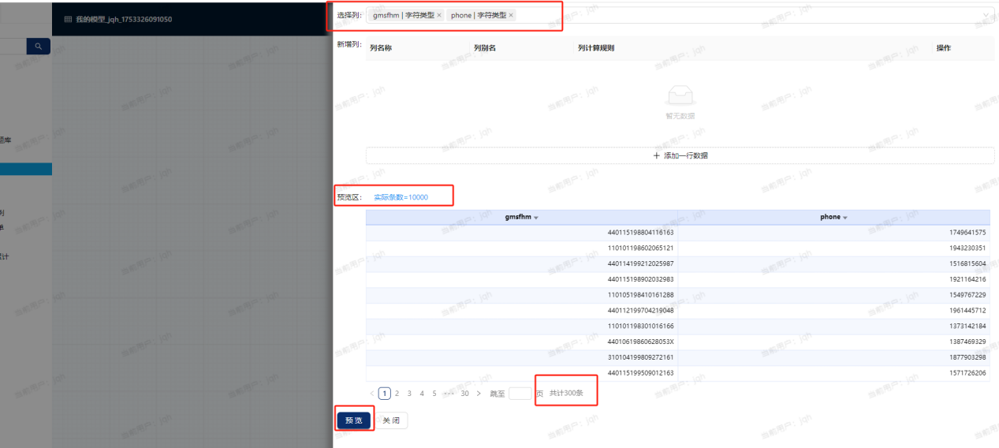 我的模型_jqh_1753326091050
选择列： gmsfhm | 字符类型 × phone | 字符类型 ×
新增列： 列名称 列别名 列计算规则 操作
暂无数据
+ 添加一行数据
题库
列
单
累计
预览区： 实际条数=10000
gmsfhm phone
440115198804116163 1749641575
110101198602065121 1943230351
440114199212025987 1516815604
440115198902032983 1921164216
110105198410161288 1549767229
440112199704219048 1961445712
110101198301016166 1373142184
44010619860628053X 1387469329
310104199809272161 1877903298
440115199509012163 1571726206
< 1 2 3 4 5 ••• 30 > 跳至 页 共计300条
预 览 关 闭
当前用户：jqh